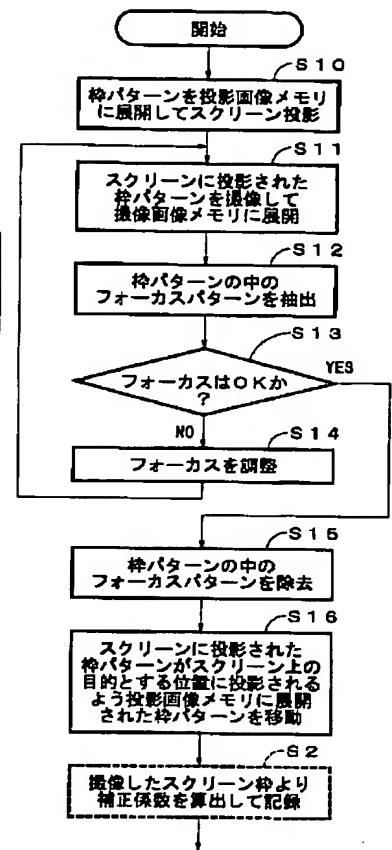 開始
S10
枠パターンを投影画像メモリ
に展開してスクリーン投影
S11
スクリーンに投影された
枠パターンを撮像して
撮像画像メモリに展開
S12
枠パターンの中の
フォーカスパターンを抽出
S13
フォーカスはOKか
?
YES
NO
S14
フォーカスを調整
S15
枠パターンの中の
フォーカスパターンを除去
S16
スクリーンに投影された
枠パターンがスクリーン上の
目的とする位置に投影される
よう投影画像メモリに展開
された枠パターンを移動
S2
撮像したスクリーン枠より
補正係数を算出して記録